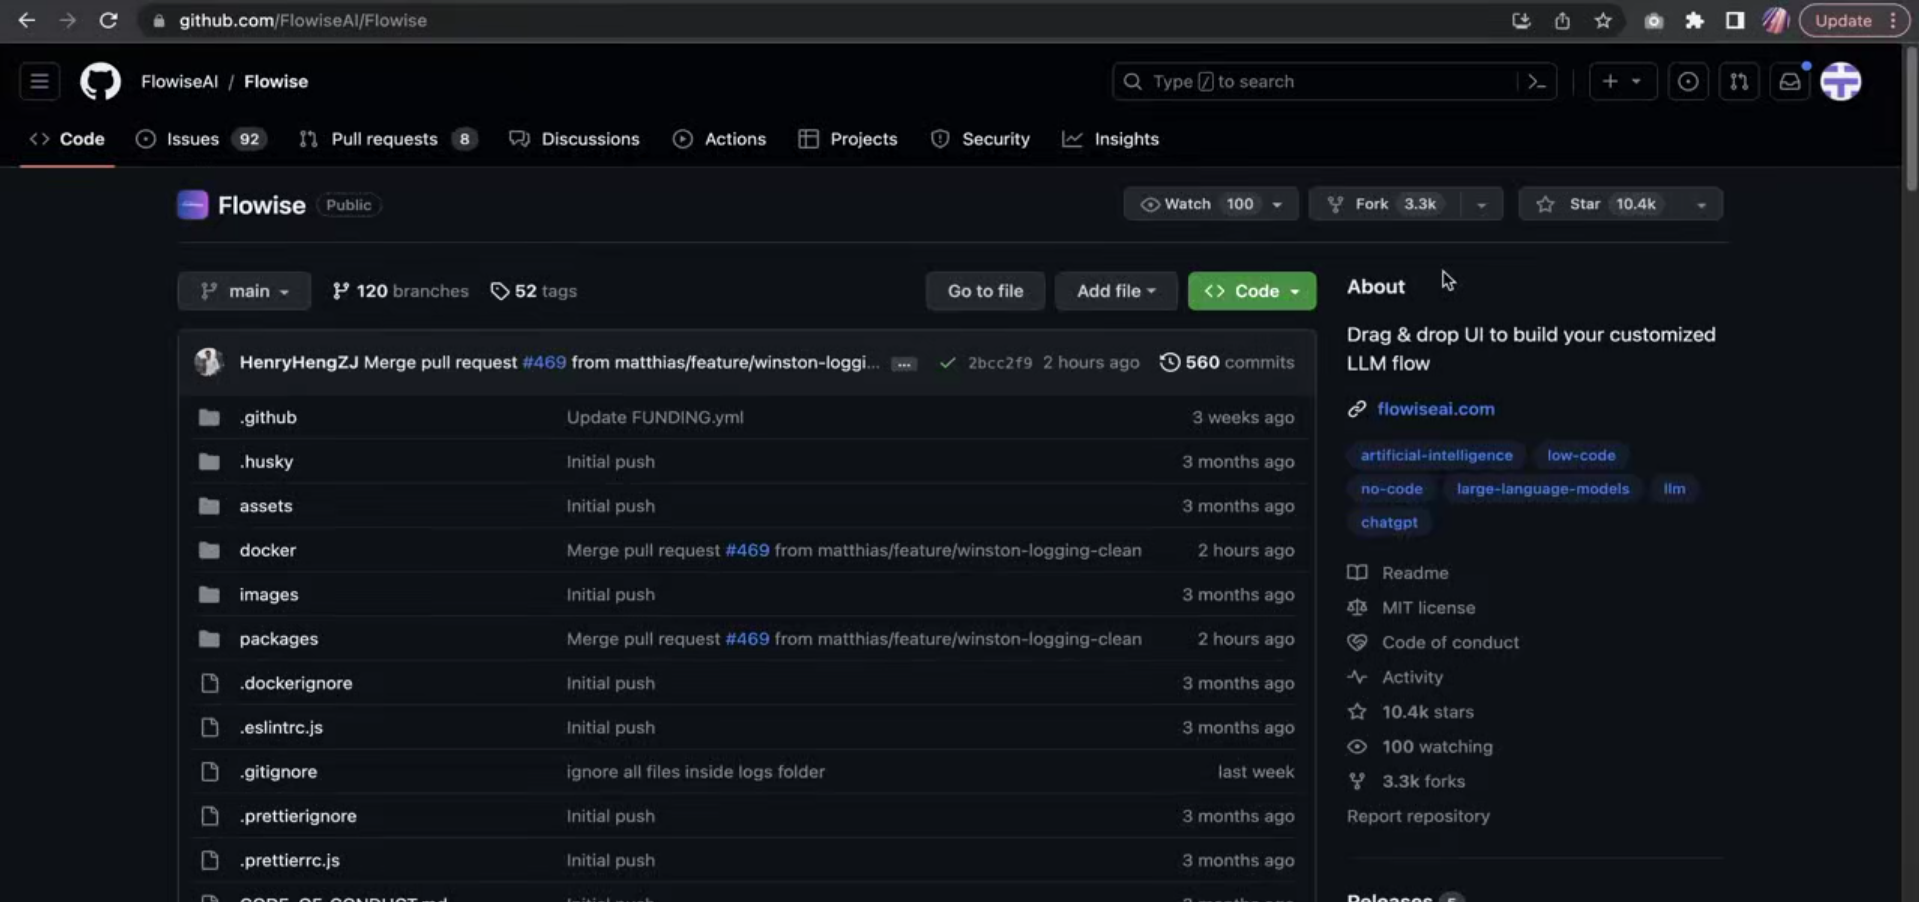 github.com/FlowiseAI/Flowise
Update
FlowiseAI / Flowise
Type / to search
Code
Issues 92
Pull requests 8
Discussions
Actions
Projects
Security
Insights
Flowise Public
Watch 100
Fork 3.3k
Star 10.4k
main
120 branches
52 tags
Go to file
Add file
Code
HenryHengZJ Merge pull request #469 from matthias/feature/winston-loggi... ... 2bcc2f9 2 hours ago 560 commits
.github Update FUNDING.yml 3 weeks ago
.husky Initial push 3 months ago
assets Initial push 3 months ago
docker Merge pull request #469 from matthias/feature/winston-logging-clean 2 hours ago
images Initial push 3 months ago
packages Merge pull request #469 from matthias/feature/winston-logging-clean 2 hours ago
.dockerignore Initial push 3 months ago
.eslintrc.js Initial push 3 months ago
.gitignore ignore all files inside logs folder last week
.prettierignore Initial push 3 months ago
.prettierrc.js Initial push 3 months ago
CODE_OF_CONDUCT.md Initial push 3 months ago
About
Drag & drop UI to build your customized
LLM flow
flowiseai.com
artificial-intelligence low-code
no-code large-language-models llm
chatgpt
Readme
MIT license
Code of conduct
Activity
10.4k stars
100 watching
3.3k forks
Report repository
Releases 5